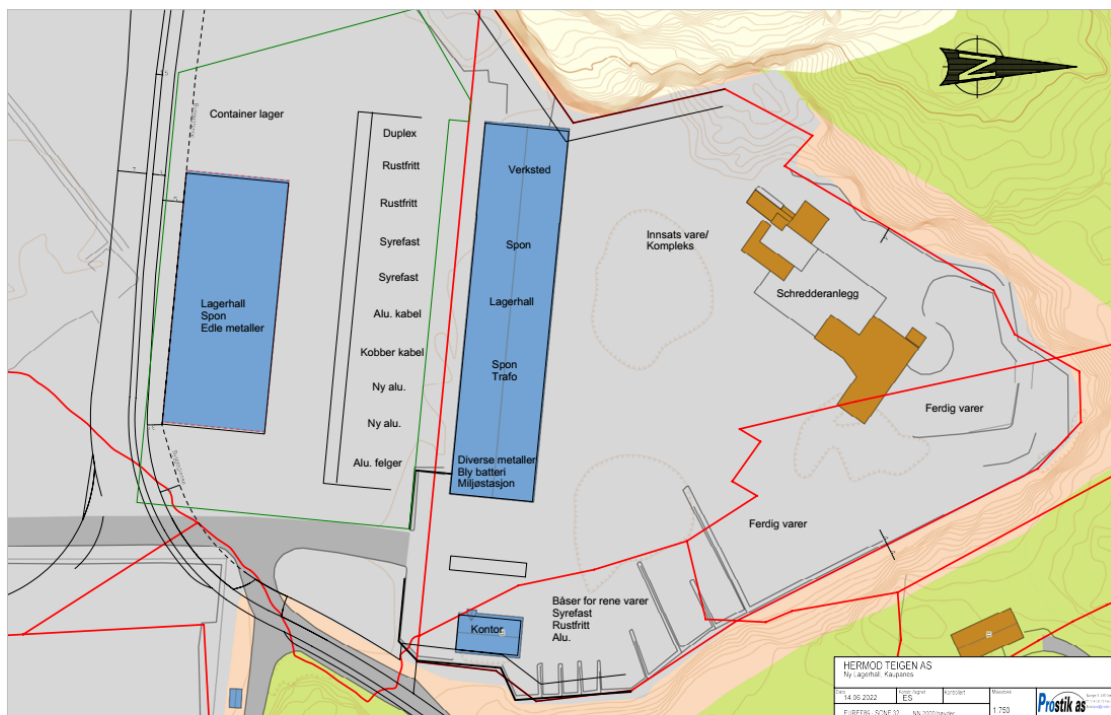 Container lager
Duplex
Rustfritt
Rustfritt
Syrefast
Syrefast
Alu. kabel
Kobber kabel
Ny alu.
Ny alu.
Alu. felger
Lagerhall
Spon
Edle metaller
Verksted
Spon
Lagerhall
Spon
Trafo
Diverse metaller
Bly batteri
Miljøstasjon
Innsats vare/
Kompleks
Schredderanlegg
Ferdig varer
Ferdig varer
Båser for rene varer
Syrefast
Rustfritt
Alu.
Kontor
N
HERMOD TEIGEN AS
Ny Lagerhall, Kaupanes
14.06.2022
ES
Kontrollert
1:750
Prostik as